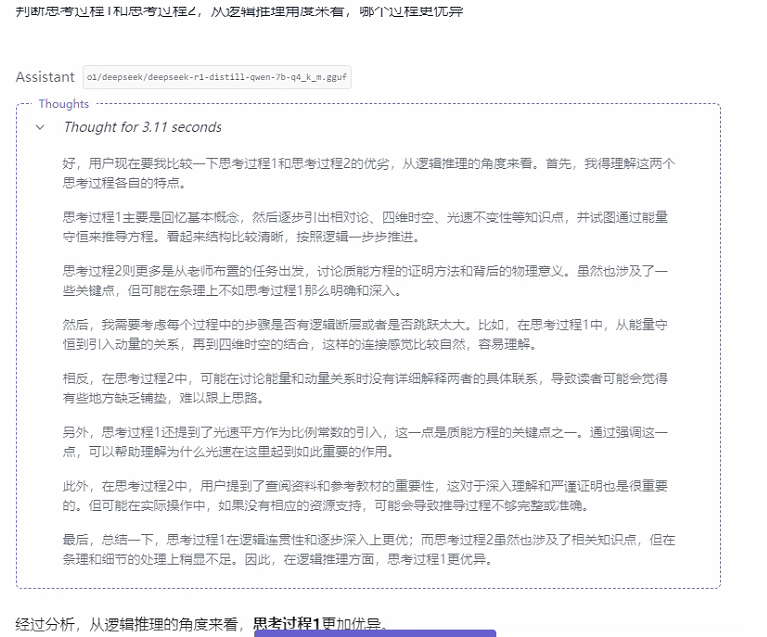 判断思考过程1和思考过程2，从逻辑推理角度来看，哪个过程更优异
Assistant o1/deepseek/deepseek-r1-distill-qwen-7b-q4_k_m.gguf
Thoughts
Thought for 3.11 seconds
好，用户现在要我比较一下思考过程1和思考过程2的优劣，从逻辑推理的角度来看。首先，我得理解这两个
思考过程各自的特点。
思考过程1主要是回忆基本概念，然后逐步引出相对论、四维时空、光速不变性等知识点，并试图通过能量
守恒来推导方程。看起来结构比较清晰，按照逻辑一步步推进。
思考过程2则更多是从老师布置的任务出发，讨论质能方程的证明方法和背后的物理意义。虽然也涉及了一
些关键点，但可能在条理上不如思考过程1那么明确和深入。
然后，我需要考虑每个过程中的步骤是否有逻辑断层或者是否跳跃太大。比如，在思考过程1中，从能量守
恒到引入动量的关系，再到四维时空的结合，这样的连接感觉比较自然，容易理解。
相反，在思考过程2中，可能在讨论能量和动量关系时没有详细解释两者的具体联系，导致读者可能会觉得
有些地方缺乏铺垫，难以跟上思路。
另外，思考过程1还提到了光速平方作为比例常数的引入，这一点是质能方程的关键点之一。通过强调这一
点，可以帮助理解为什么光速在这里起到如此重要的作用。
此外，在思考过程2中，用户提到了查阅资料和参考教材的重要性，这对于深入理解和严谨证明也是很重要
的。但可能在实际操作中，如果没有相应的资源支持，可能会导致推导过程不够完整或准确。
最后，总结一下，思考过程1在逻辑连贯性和逐步深入上更优；而思考过程2虽然也涉及了相关知识点，但在
条理和细节的处理上稍显不足。因此，在逻辑推理方面，思考过程1更优异。
经过分析，从逻辑推理的角度来看，思考过程1更加优异。